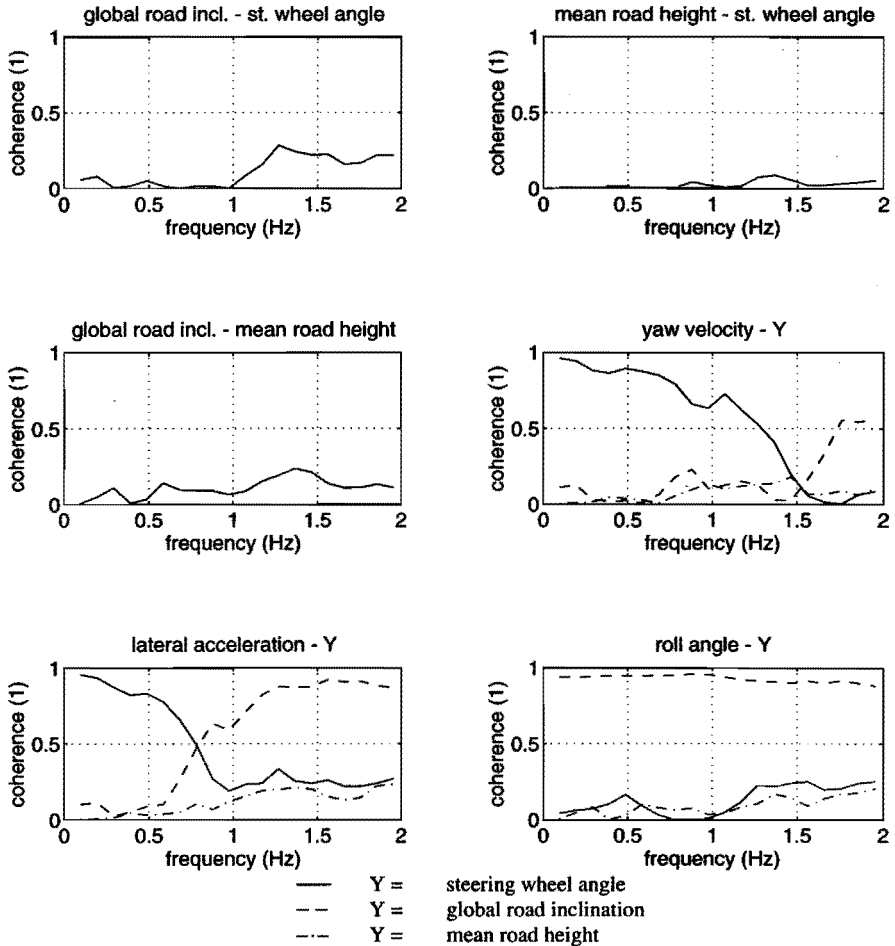 global road incl. - st. wheel angle
mean road height - st. wheel angle
coherence (1)
1
0.5
0
0 0.5 1 1.5 2
frequency (Hz)
coherence (1)
1
0.5
0
0 0.5 1 1.5 2
frequency (Hz)
global road incl. - mean road height
yaw velocity - Y
coherence (1)
1
0.5
0
0 0.5 1 1.5 2
frequency (Hz)
coherence (1)
1
0.5
0
0 0.5 1 1.5 2
frequency (Hz)
lateral acceleration - Y
roll angle - Y
coherence (1)
1
0.5
0
0 0.5 1 1.5 2
frequency (Hz)
coherence (1)
1
0.5
0
0 0.5 1 1.5 2
frequency (Hz)
Y = steering wheel angle
Y = global road inclination
Y = mean road height